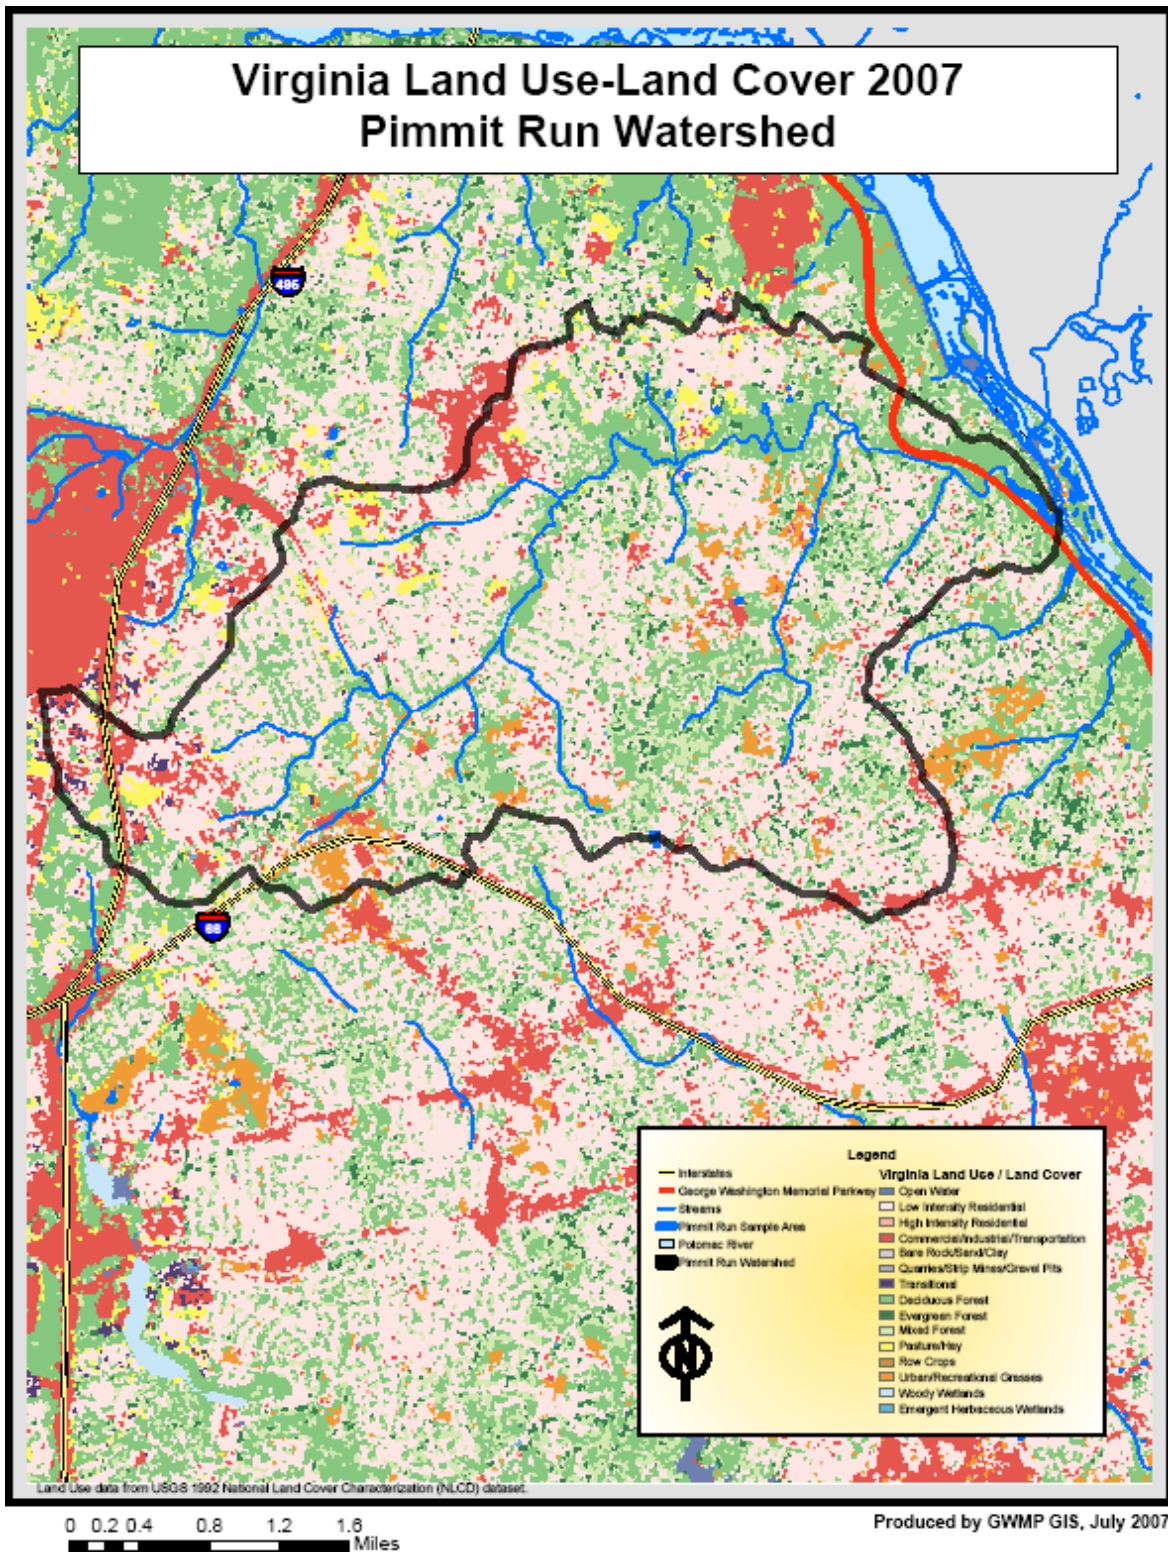 Virginia Land Use-Land Cover 2007
Pimmit Run Watershed
495
66
Legend
Interstates
George Washington Memorial Parkway
Streams
Pimmit Run Sample Area
Potomac River
Pimmit Run Watershed
Virginia Land Use / Land Cover
Open Water
Low Intensity Residential
High Intensity Residential
Commercial/Industrial/Transportation
Bare Rock/Sand/Clay
Quarries/Strip Mines/Gravel Pits
Transitional
Deciduous Forest
Evergreen Forest
Mixed Forest
Pasture/Hay
Row Crops
Urban/Recreational Grasses
Woody Wetlands
Emergent Herbaceous Wetlands
N
Land Use data from USGS 1992 National Land Cover Characterization (NLCD) dataset.
0 0.2 0.4 0.8 1.2 1.6
Miles
Produced by GWMP GIS, July 2007